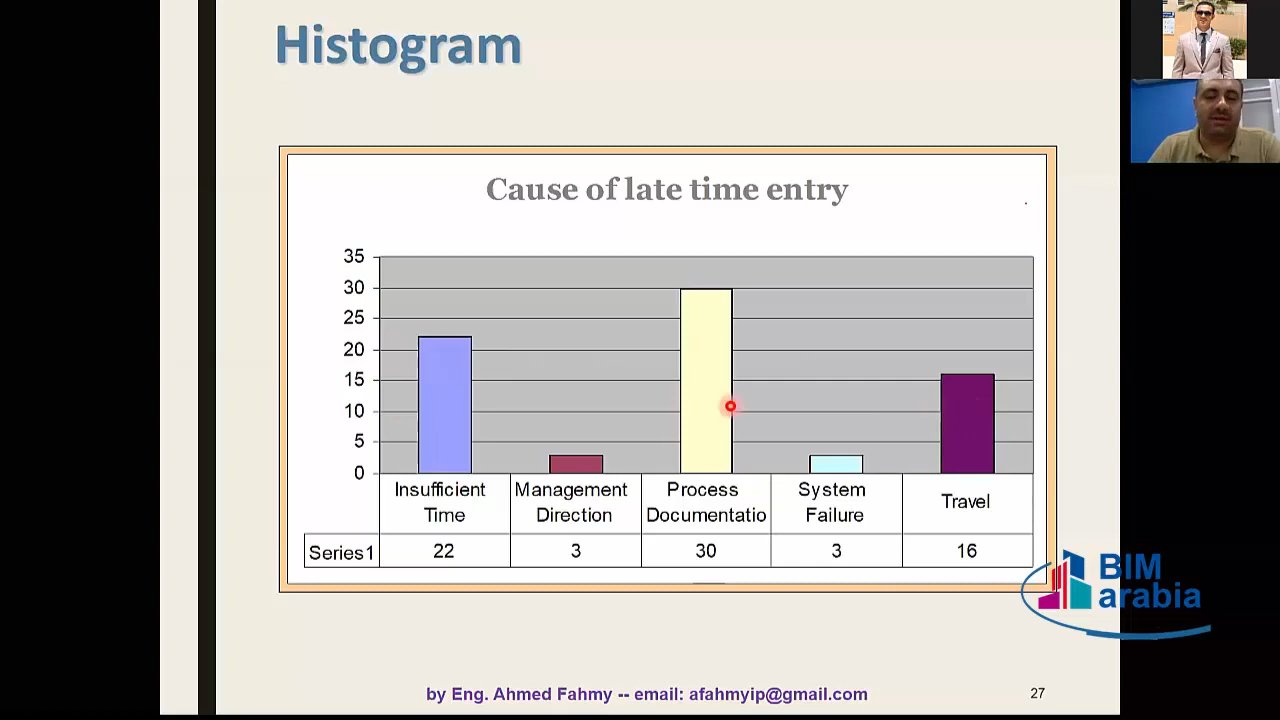 Histogram
Cause of late time entry
35
30
25
20
15
10
5
0
Insufficient Time
Management Direction
Process Documentatio
System Failure
Travel
Series1 22 3 30 3 16
BIM
arabia
by Eng. Ahmed Fahmy -- email: afahmyip@gmail.com
27